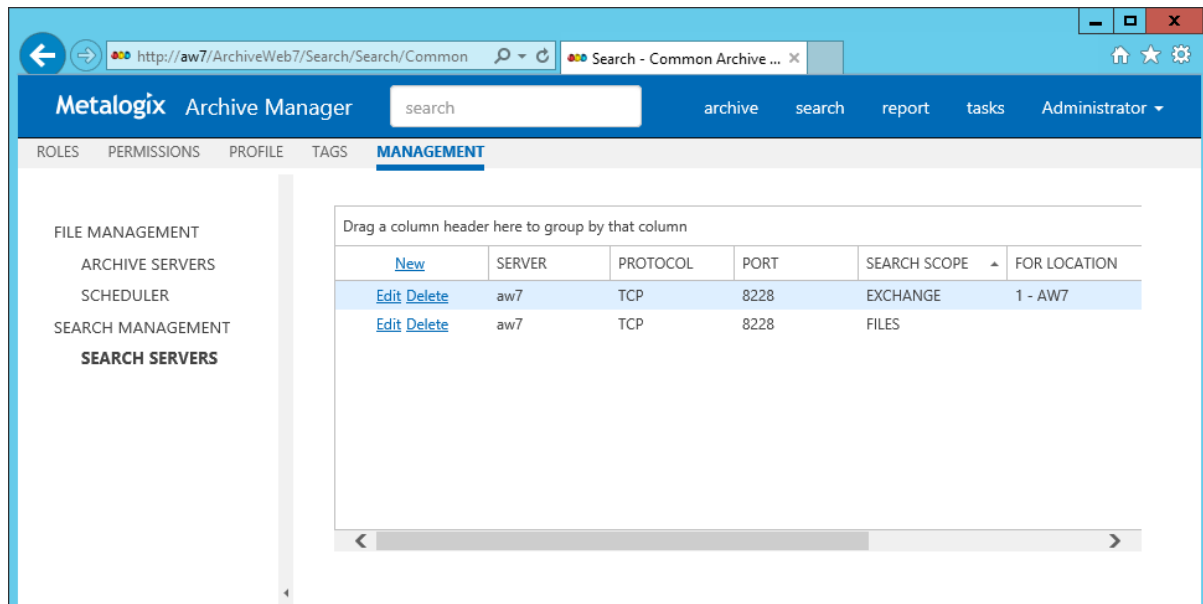 x
http://aw7/ArchiveWeb7/Search/Search/Common Search - Common Archive ... ×
Metalogix Archive Manager search archive search report tasks Administrator
ROLES PERMISSIONS PROFILE TAGS MANAGEMENT
Drag a column header here to group by that column
FILE MANAGEMENT
ARCHIVE SERVERS
SCHEDULER
SEARCH MANAGEMENT
SEARCH SERVERS
New SERVER PROTOCOL PORT SEARCH SCOPE FOR LOCATION
Edit Delete aw7 TCP 8228 EXCHANGE 1 - AW7
Edit Delete aw7 TCP 8228 FILES